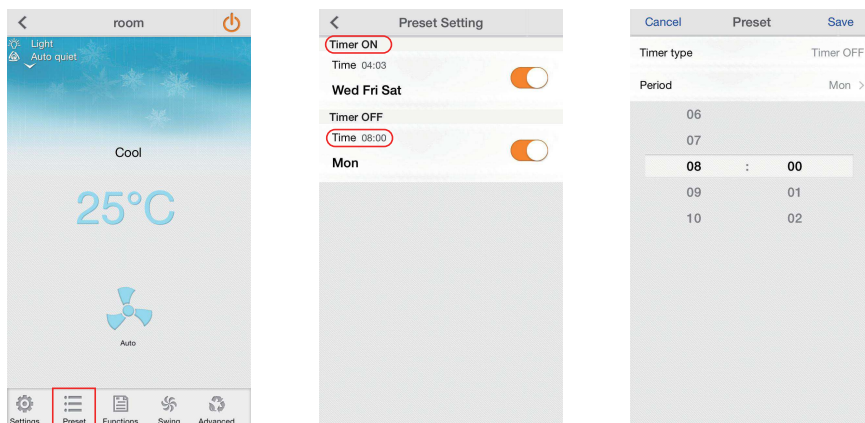 room
Light
Auto quiet
Cool
25°C
Auto
Settings Preset Functions Swing Advanced
Preset Setting
Timer ON
Time 04:03
Wed Fri Sat
Timer OFF
Time 08:00
Mon
Cancel Preset Save
Timer type Timer OFF
Period Mon >
06
07
08 : 00
09 01
10 02